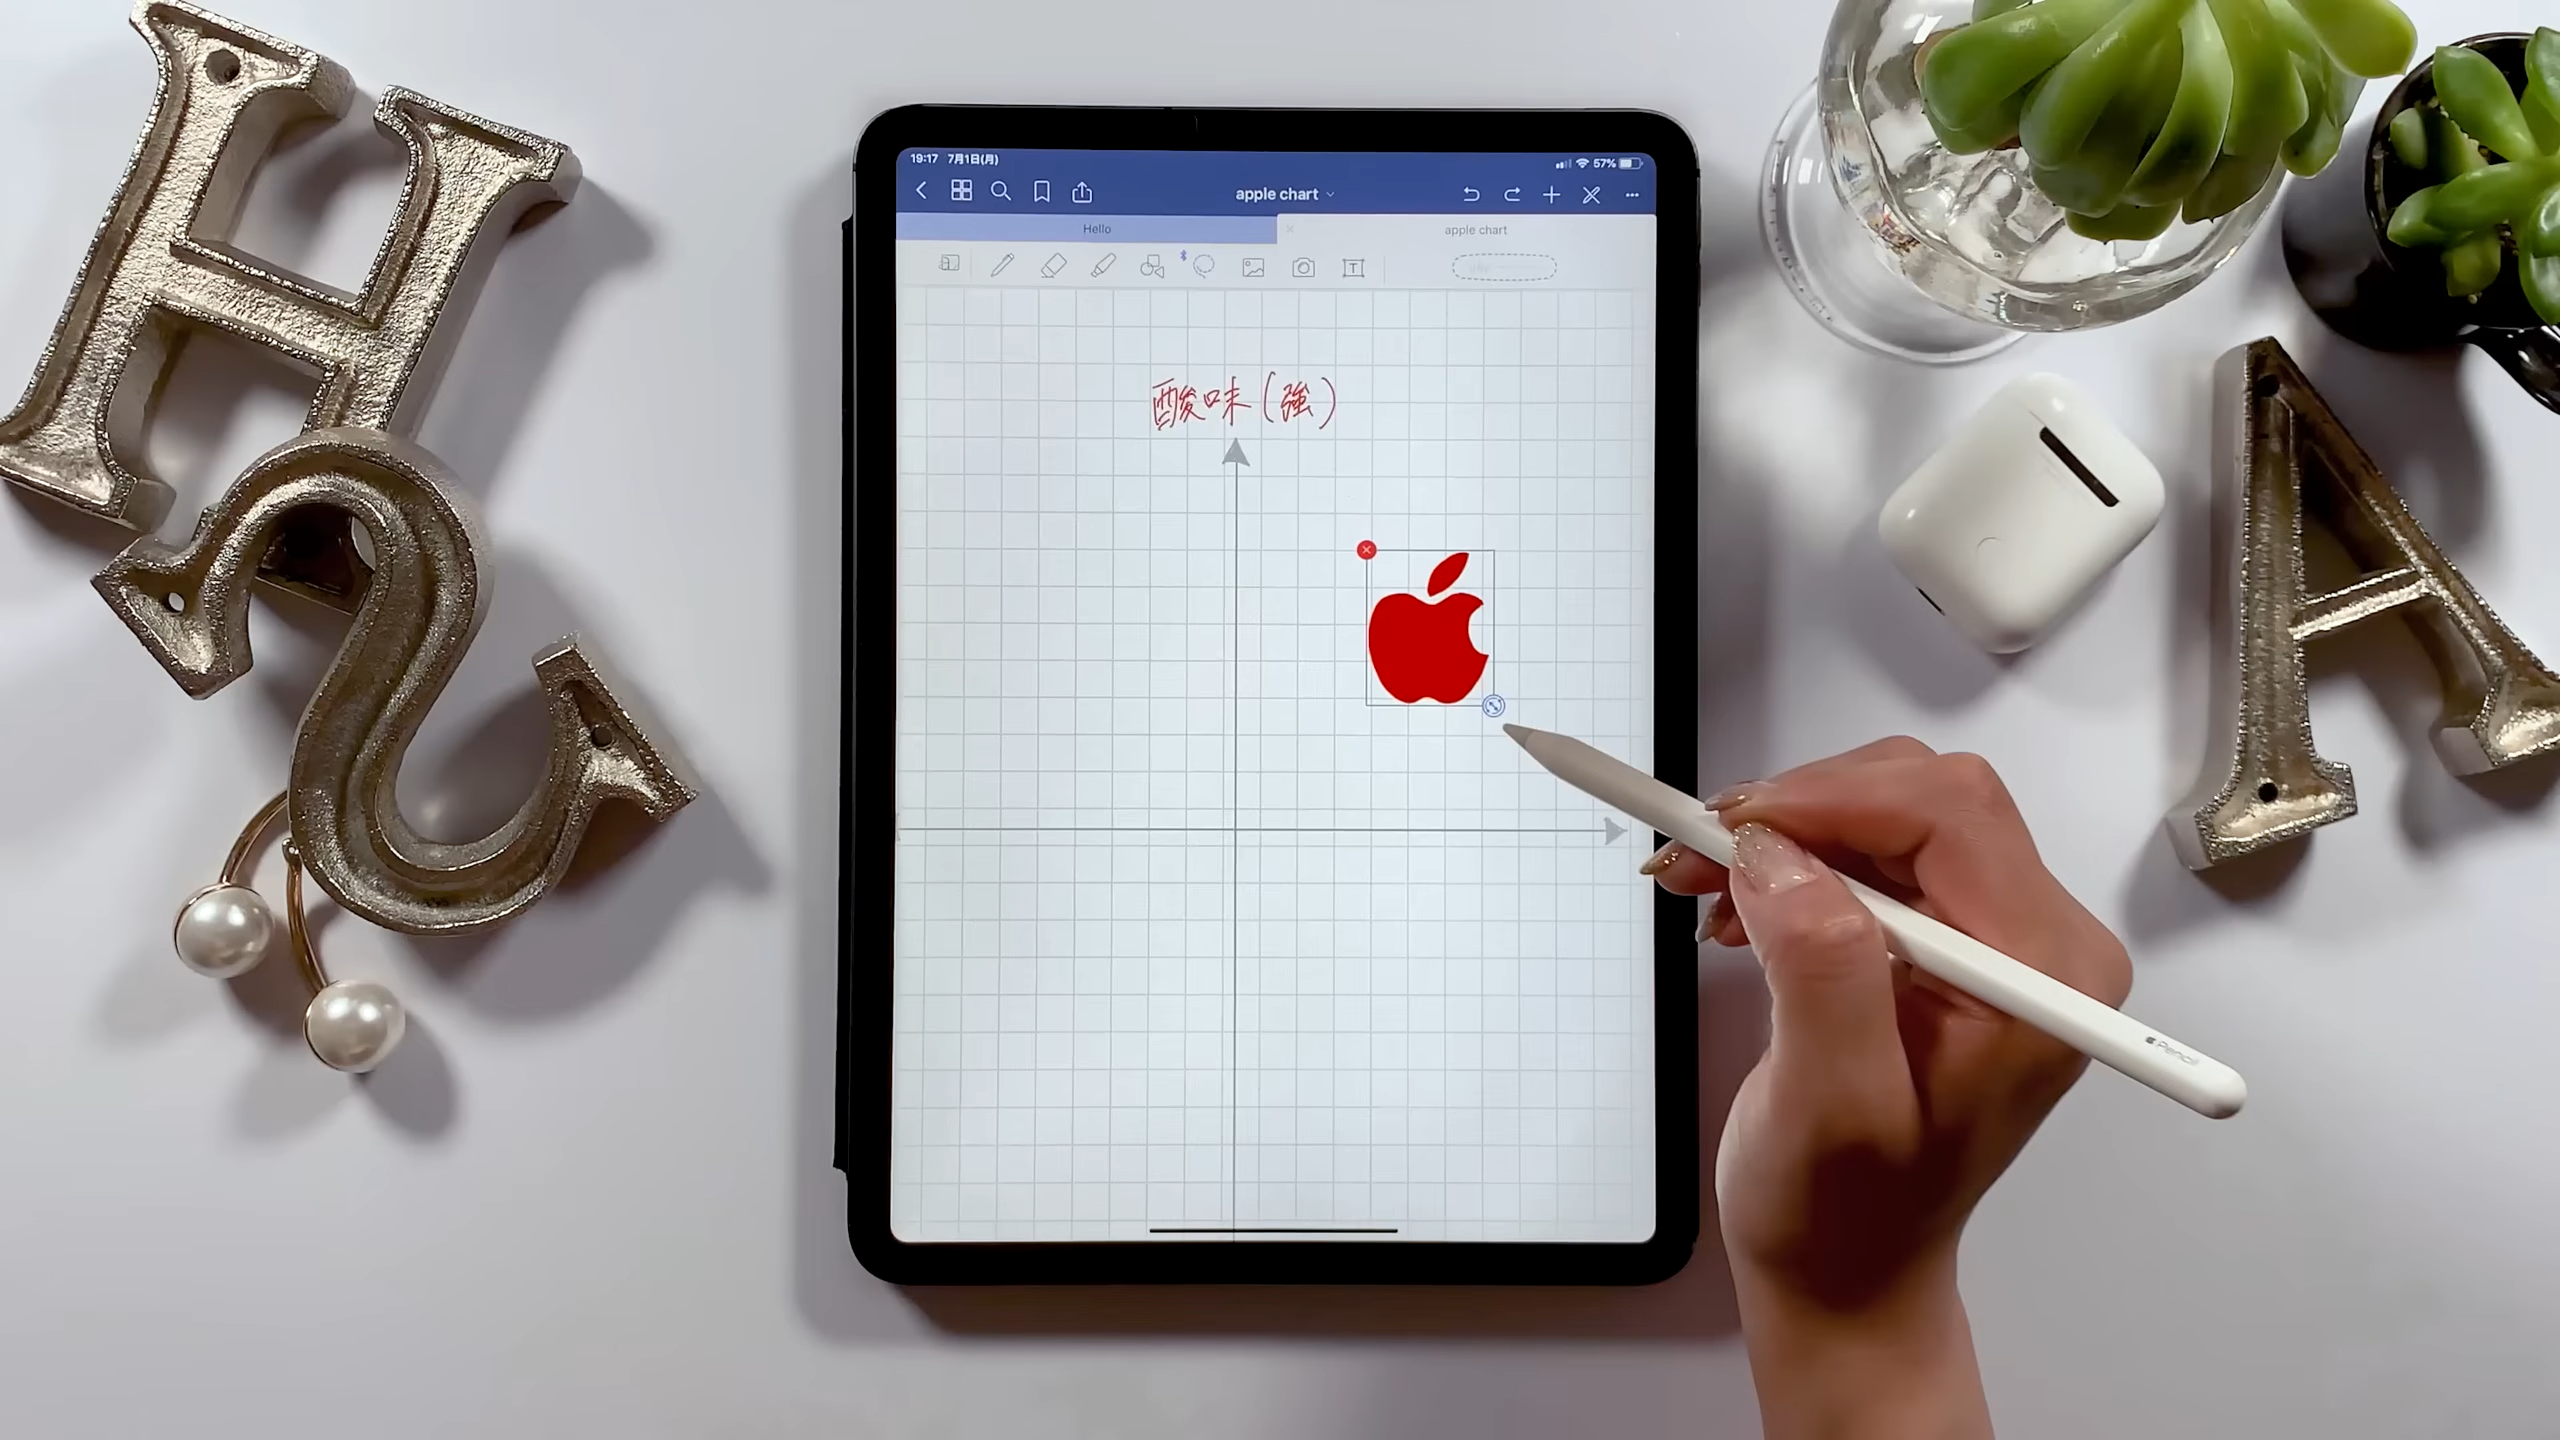 19:17 7月1日(月)
57%
apple chart
Hello
apple chart
T
酸味(強)
Pencil
H
S
A